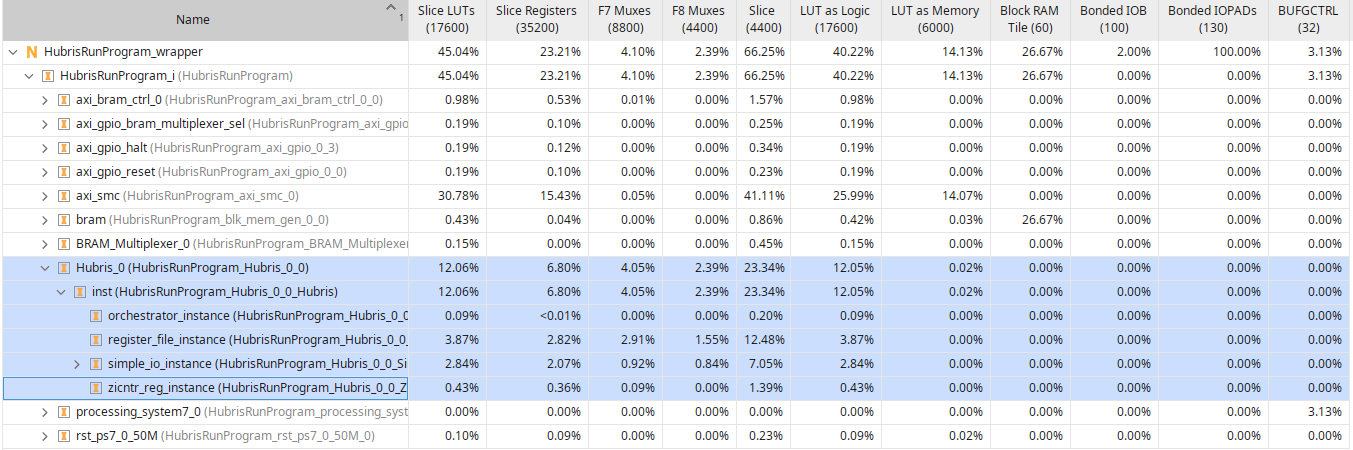 Name 1 Slice LUTs (17600) Slice Registers (35200) F7 Muxes (8800) F8 Muxes (4400) Slice (4400) LUT as Logic (17600) LUT as Memory (6000) Block RAM Tile (60) Bonded IOB (100) Bonded IOPADs (130) BUFGCTRL (32)
N HubrisRunProgram_wrapper 45.04% 23.21% 4.10% 2.39% 66.25% 40.22% 14.13% 26.67% 2.00% 100.00% 3.13%
HubrisRunProgram_i (HubrisRunProgram) 45.04% 23.21% 4.10% 2.39% 66.25% 40.22% 14.13% 26.67% 0.00% 0.00% 3.13%
axi_bram_ctrl_0 (HubrisRunProgram_axi_bram_ctrl_0_0) 0.98% 0.53% 0.01% 0.00% 1.57% 0.98% 0.00% 0.00% 0.00% 0.00% 0.00%
axi_gpio_bram_multiplexer_sel (HubrisRunProgram_axi_gpio 0.19% 0.10% 0.00% 0.00% 0.25% 0.19% 0.00% 0.00% 0.00% 0.00% 0.00%
axi_gpio_halt (HubrisRunProgram_axi_gpio_0_3) 0.19% 0.12% 0.00% 0.00% 0.34% 0.19% 0.00% 0.00% 0.00% 0.00% 0.00%
axi_gpio_reset (HubrisRunProgram_axi_gpio_0_0) 0.19% 0.10% 0.00% 0.00% 0.23% 0.19% 0.00% 0.00% 0.00% 0.00% 0.00%
axi_smc (HubrisRunProgram_axi_smc_0) 30.78% 15.43% 0.05% 0.00% 41.11% 25.99% 14.07% 0.00% 0.00% 0.00% 0.00%
bram (HubrisRunProgram_blk_mem_gen_0_0) 0.43% 0.04% 0.00% 0.00% 0.86% 0.42% 0.03% 26.67% 0.00% 0.00% 0.00%
BRAM_Multiplexer_0 (HubrisRunProgram_BRAM_Multiplexer 0.15% 0.00% 0.00% 0.00% 0.45% 0.15% 0.00% 0.00% 0.00% 0.00% 0.00%
Hubris_0 (HubrisRunProgram_Hubris_0_0) 12.06% 6.80% 4.05% 2.39% 23.34% 12.05% 0.02% 0.00% 0.00% 0.00% 0.00%
inst (HubrisRunProgram_Hubris_0_0_Hubris) 12.06% 6.80% 4.05% 2.39% 23.34% 12.05% 0.02% 0.00% 0.00% 0.00% 0.00%
orchestrator_instance (HubrisRunProgram_Hubris_0_0 0.09% <0.01% 0.00% 0.00% 0.20% 0.09% 0.00% 0.00% 0.00% 0.00% 0.00%
register_file_instance (HubrisRunProgram_Hubris_0_0_ 3.87% 2.82% 2.91% 1.55% 12.48% 3.87% 0.00% 0.00% 0.00% 0.00% 0.00%
simple_io_instance (HubrisRunProgram_Hubris_0_0_Si 2.84% 2.07% 0.92% 0.84% 7.05% 2.84% 0.00% 0.00% 0.00% 0.00% 0.00%
zicntr_reg_instance (HubrisRunProgram_Hubris_0_0_Z 0.43% 0.36% 0.09% 0.00% 1.39% 0.43% 0.00% 0.00% 0.00% 0.00% 0.00%
processing_system7_0 (HubrisRunProgram_processing_syst 0.00% 0.00% 0.00% 0.00% 0.00% 0.00% 0.00% 0.00% 0.00% 0.00% 3.13%
rst_ps7_0_50M (HubrisRunProgram_rst_ps7_0_50M_0) 0.10% 0.09% 0.00% 0.00% 0.23% 0.09% 0.02% 0.00% 0.00% 0.00% 0.00%